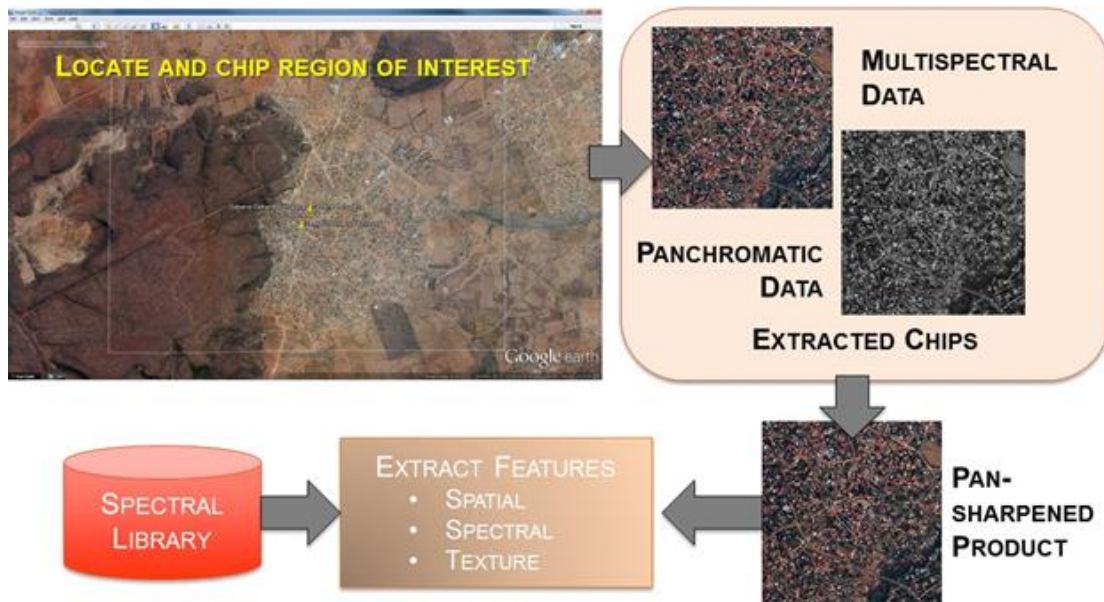 LOCATE AND CHIP REGION OF INTEREST
Google earth
MULTISPECTRAL
DATA
PANCHROMATIC
DATA
EXTRACTED CHIPS
SPECTRAL
LIBRARY
EXTRACT FEATURES
• SPATIAL
• SPECTRAL
• TEXTURE
PAN-
SHARPENED
PRODUCT